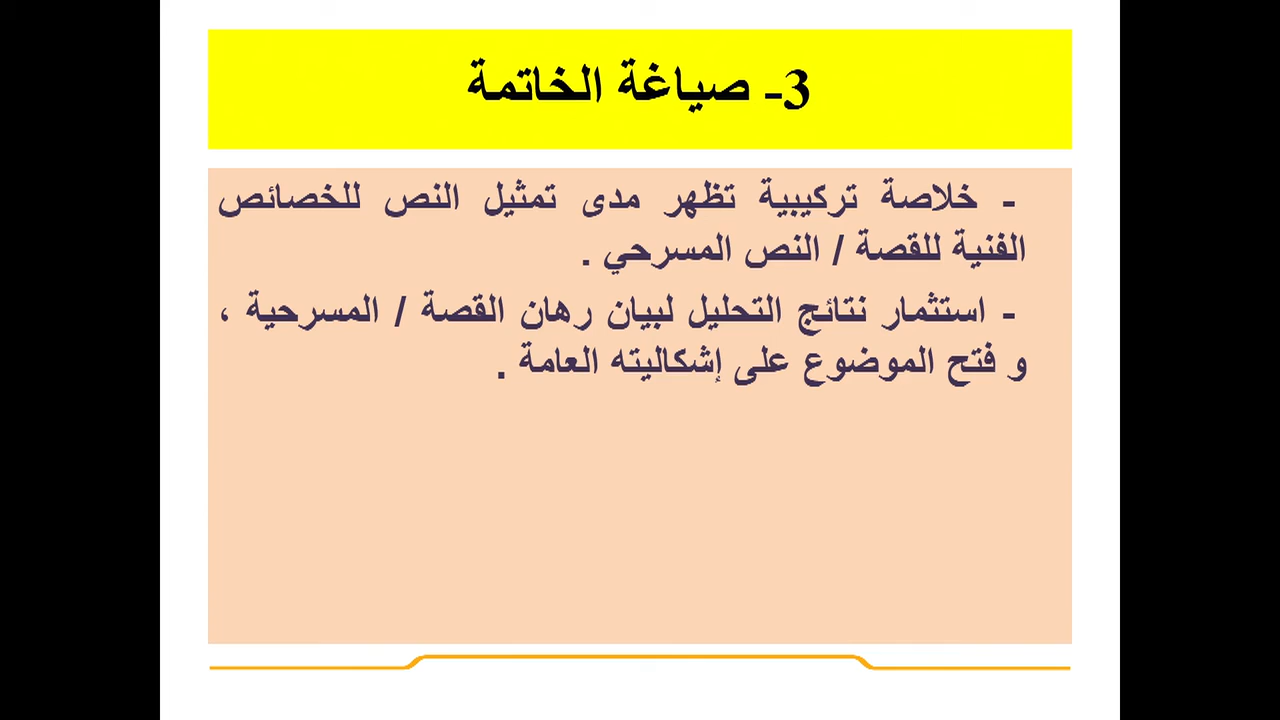 3- صياغة الخاتمة
- خلاصة تركيبية تظهر مدى تمثيل النص للخصائص
الفنية للقصة / النص المسرحي .
- استثمار نتائج التحليل لبيان رهان القصة / المسرحية ،
و فتح الموضوع على إشكاليته العامة .